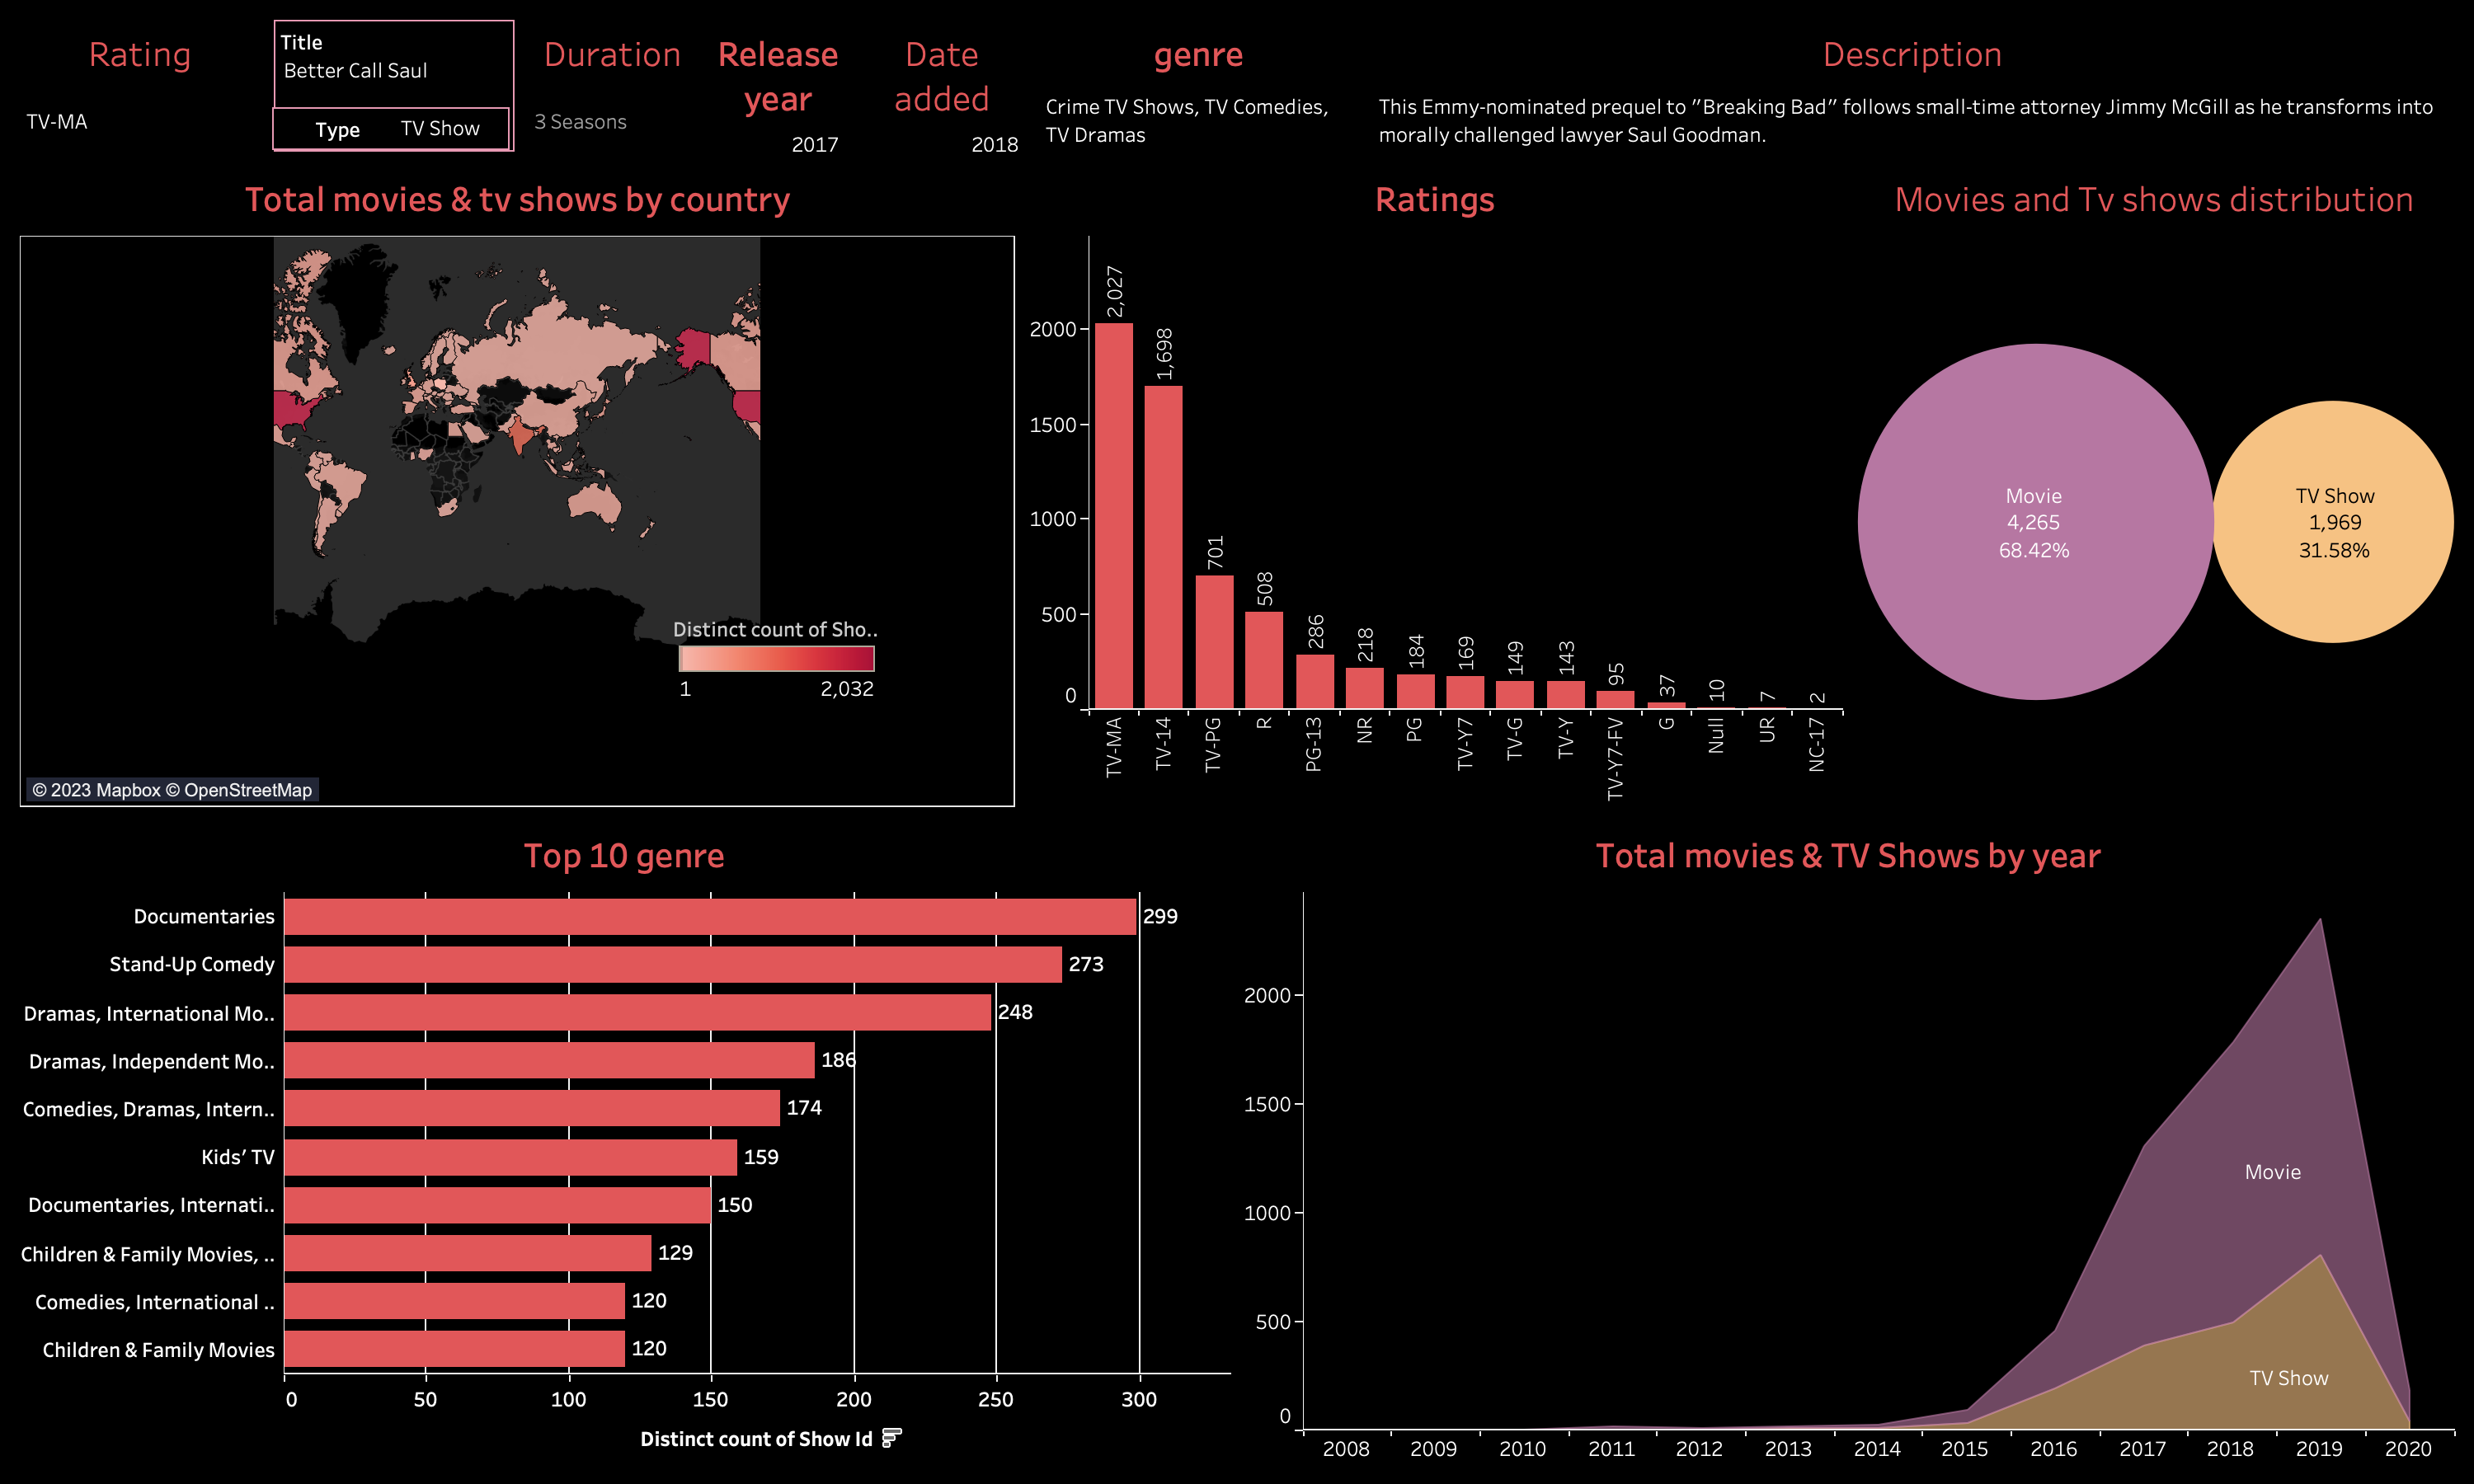 Rating
TV-MA
Title
Better Call Saul
Type
TV Show
Duration
3 Seasons
Release
year
2017
Date
added
2018
genre
Crime TV Shows, TV Comedies,
TV Dramas
Description
This Emmy-nominated prequel to "Breaking Bad" follows small-time attorney Jimmy McGill as he transforms into
morally challenged lawyer Saul Goodman.
Total movies & tv shows by country
Distinct count of Sho..
1
2,032
© 2023 Mapbox © OpenStreetMap
Ratings
2000
1500
1000
500
0
2,027
1,698
701
508
286
218
184
169
149
143
95
37
10
7
2
TV-MA
TV-14
TV-PG
R
PG-13
NR
PG
TV-Y7
TV-G
TV-Y
TV-Y7-FV
G
Null
UR
NC-17
Movies and Tv shows distribution
Movie
4,265
68.42%
TV Show
1,969
31.58%
Top 10 genre
Documentaries
299
Stand-Up Comedy
273
Dramas, International Mo..
248
Dramas, Independent Mo..
186
Comedies, Dramas, Intern..
174
Kids' TV
159
Documentaries, Internati..
150
Children & Family Movies, ..
129
Comedies, International ..
120
Children & Family Movies
120
0
50
100
150
200
250
300
Distinct count of Show Id
Total movies & TV Shows by year
2000
1500
1000
500
0
Movie
TV Show
2008
2009
2010
2011
2012
2013
2014
2015
2016
2017
2018
2019
2020